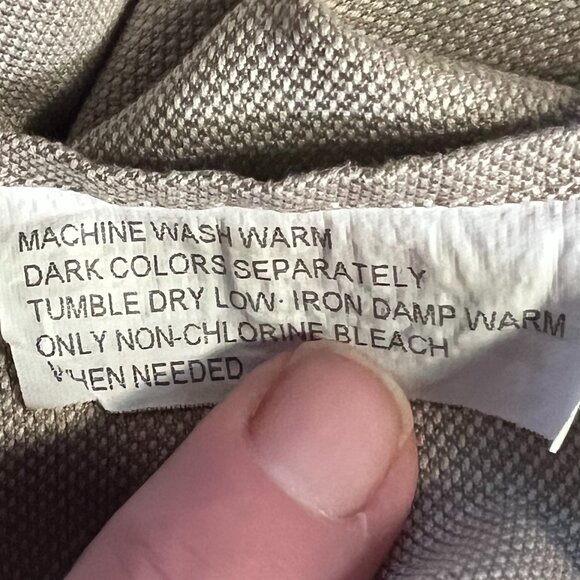 MACHINE WASH WARM
DARK COLORS SEPARATELY
TUMBLE DRY LOW· IRON DAMP WARM
ONLY NON-CHLORINE BLEACH
WHEN NEEDED